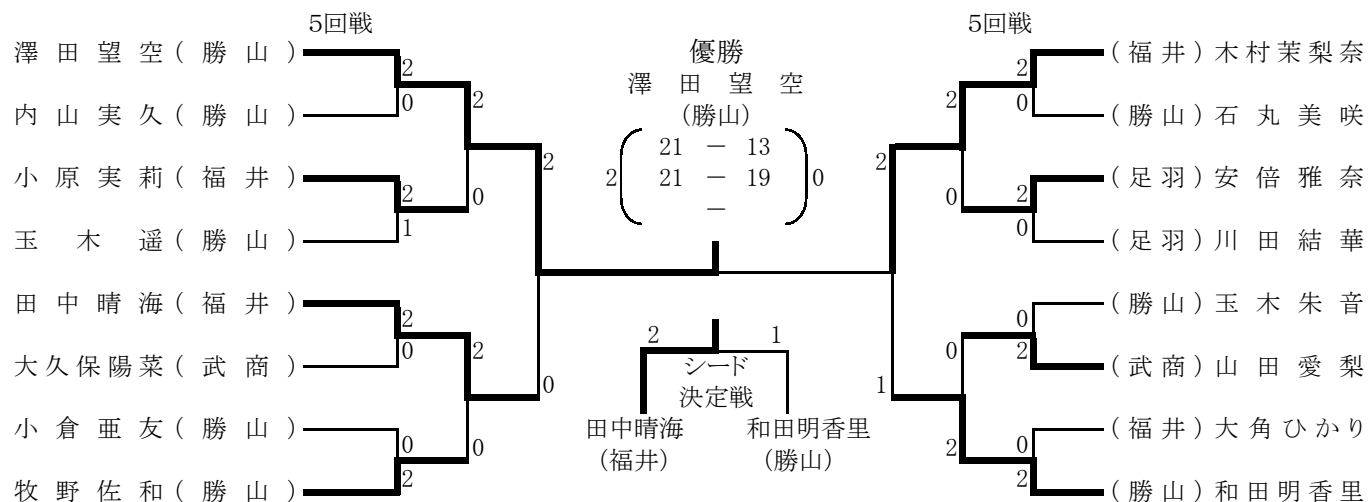 5回戦
澤田望空(勝山)
2
0
内山実久(勝山)
2
小原実莉(福井)
2
1
0
玉木遥(勝山)
2
田中晴海(福井)
2
0
大久保陽菜(武商)
2
小倉亜友(勝山)
0
2
0
牧野佐和(勝山)
0
優勝
澤田望空
(勝山)
21 － 13
2 21 － 19 0
－
2 1
シード
決定戦
田中晴海 和田明香里
(福井) (勝山)
5回戦
(福井)木村茉梨奈
2
0
(勝山)石丸美咲
2
(足羽)安倍雅奈
2
0
0
(足羽)川田結華
2
(勝山)玉木朱音
0
2
(武商)山田愛梨
0
(福井)大角ひかり
0
2
2
(勝山)和田明香里
1